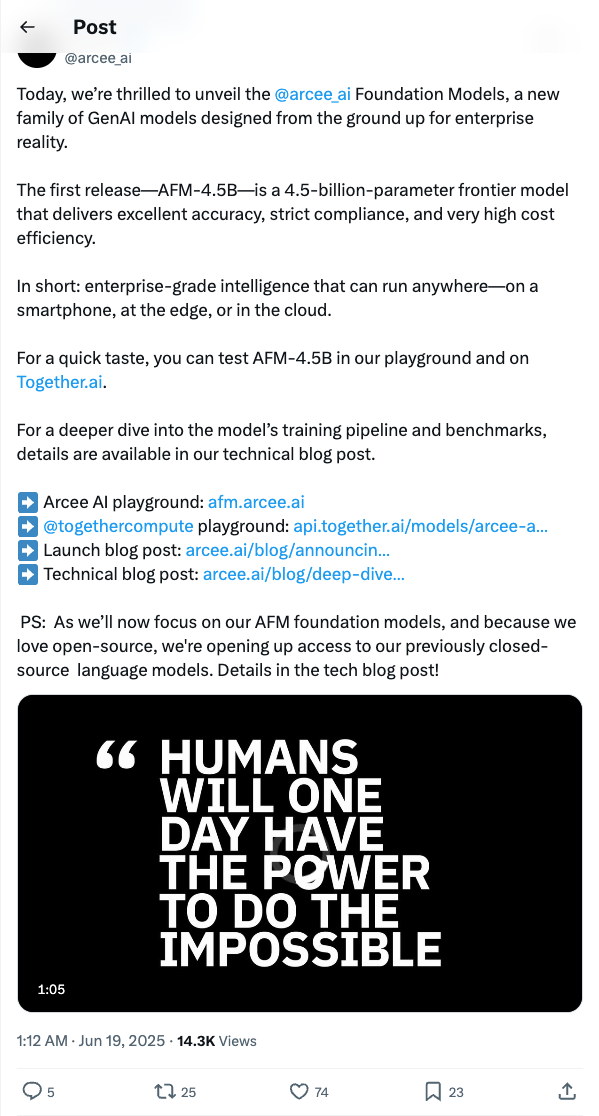 Post
@arcee_ai
Today, we’re thrilled to unveil the @arcee_ai Foundation Models, a new
family of GenAI models designed from the ground up for enterprise
reality.
The first release—AFM-4.5B—is a 4.5-billion-parameter frontier model
that delivers excellent accuracy, strict compliance, and very high cost
efficiency.
In short: enterprise-grade intelligence that can run anywhere—on a
smartphone, at the edge, or in the cloud.
For a quick taste, you can test AFM-4.5B in our playground and on
Together.ai.
For a deeper dive into the model’s training pipeline and benchmarks,
details are available in our technical blog post.
➡️ Arcee AI playground: afm.arcee.ai
➡️ @togethercompute playground: api.together.ai/models/arcee-a...
➡️ Launch blog post: arcee.ai/blog/announcin...
➡️ Technical blog post: arcee.ai/blog/deep-dive...
PS:  As we’ll now focus on our AFM foundation models, and because we
love open-source, we're opening up access to our previously closed-
source  language models. Details in the tech blog post!
“ HUMANS
WILL ONE
DAY HAVE
THE POWER
TO DO THE
IMPOSSIBLE
1:05
1:12 AM · Jun 19, 2025 · 14.3K Views
5 25 74 23